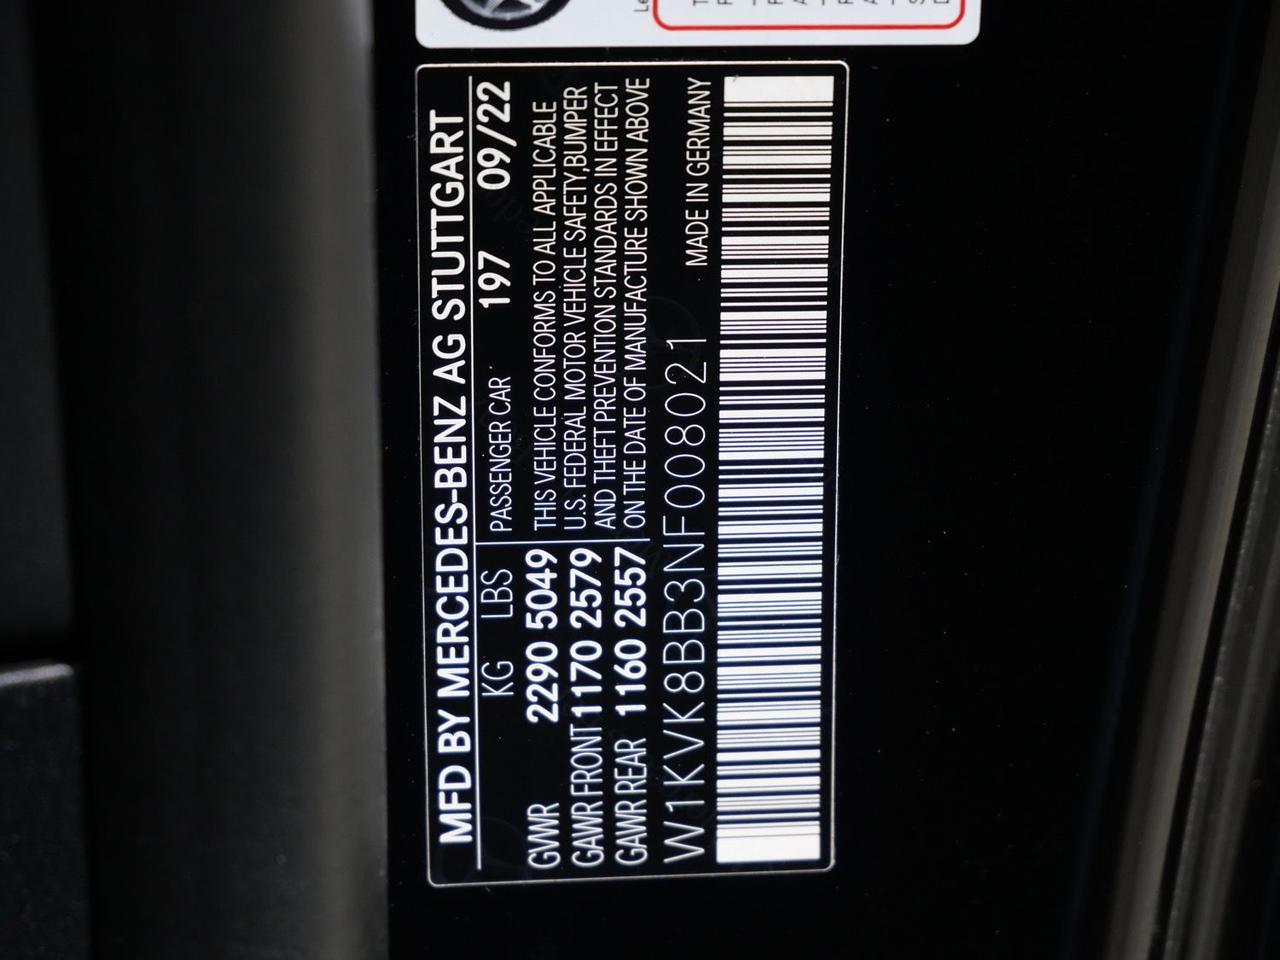 MFD BY MERCEDES-BENZ AG STUTTGART
KG LBS PASSENGER CAR 197 09/22
GVWR 2290 5049
GAWR FRONT 1170 2579
GAWR REAR 1160 2557
THIS VEHICLE CONFORMS TO ALL APPLICABLE
U.S. FEDERAL MOTOR VEHICLE SAFETY,BUMPER
AND THEFT PREVENTION STANDARDS IN EFFECT
ON THE DATE OF MANUFACTURE SHOWN ABOVE
W1KVK8BB3NF008021 MADE IN GERMANY